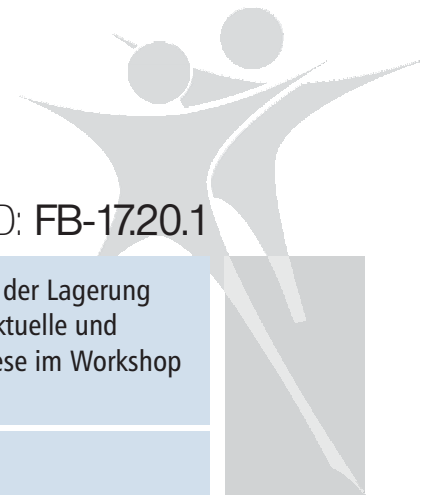 : FB-17.20.1
der Lagerung
ktuelle und
ese im Workshop